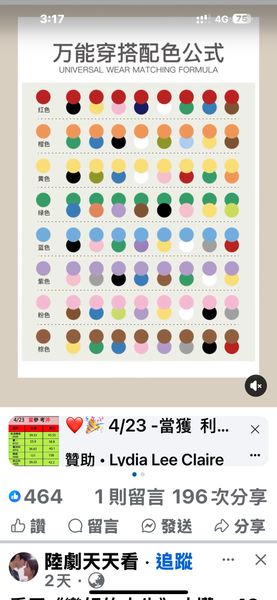 3:17
4G 75
万能穿搭配色公式
UNIVERSAL WEAR MATCHING FORMULA
红色
橙色
黄色
绿色
蓝色
紫色
粉色
棕色
4/23
❤️🎉 4/23 -當獲 利...
贊助・Lydia Lee Claire
464
1則留言 196次分享
讚
留言
發送
分享
陸劇天天看 · 追蹤
2天 ·